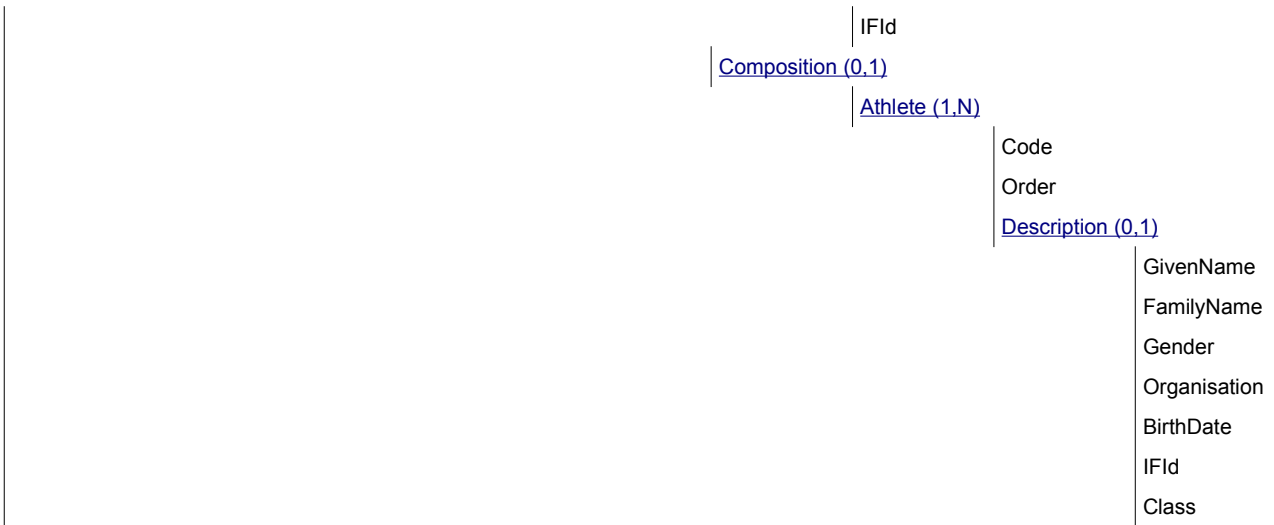 IFId
Composition (0,1)
Athlete (1,N)
Code
Order
Description (0,1)
GivenName
FamilyName
Gender
Organisation
BirthDate
IFId
Class